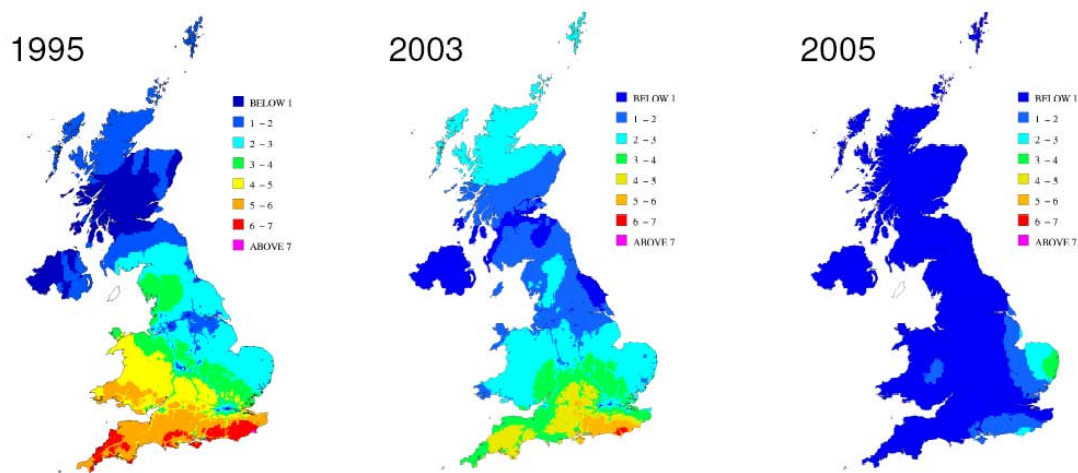 1995
BELOW 1
1 – 2
2 – 3
3 – 4
4 – 5
5 – 6
6 – 7
ABOVE 7
2003
BELOW 1
1 – 2
2 – 3
3 – 4
4 – 5
5 – 6
6 – 7
ABOVE 7
2005
BELOW 1
1 – 2
2 – 3
3 – 4
4 – 5
5 – 6
6 – 7
ABOVE 7